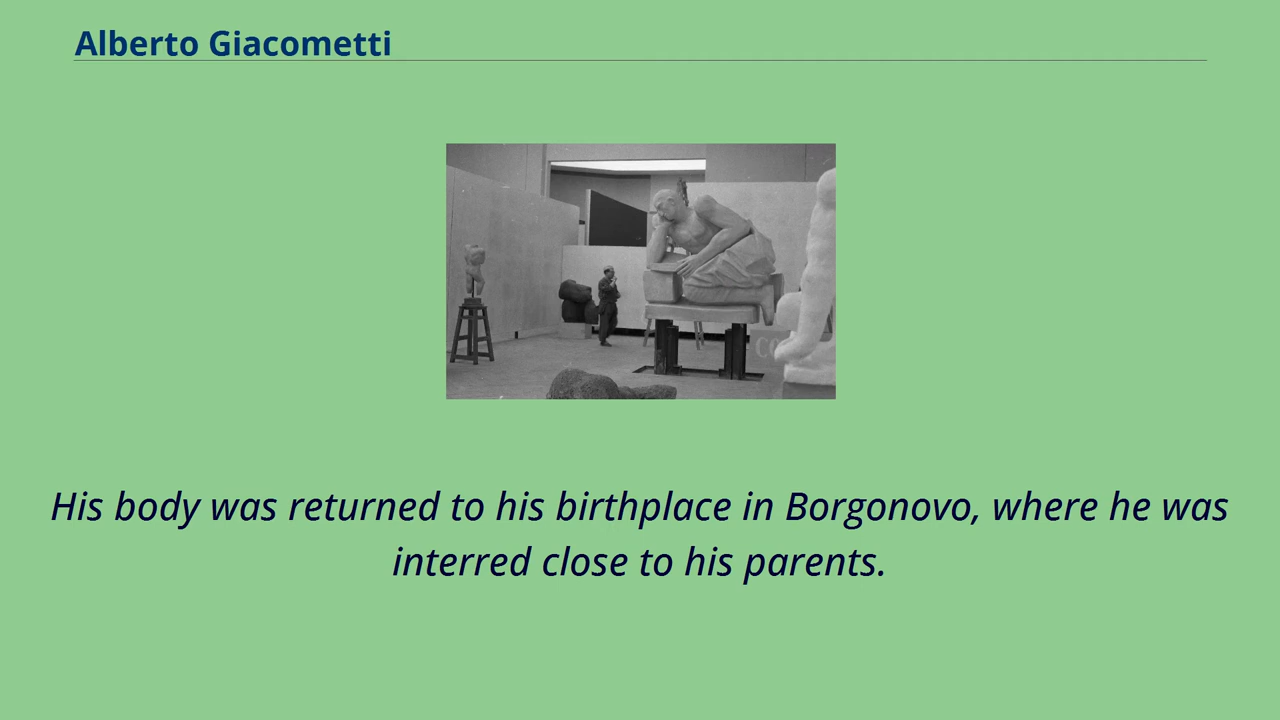 Alberto Giacometti
His body was returned to his birthplace in Borgonovo, where he was
interred close to his parents.